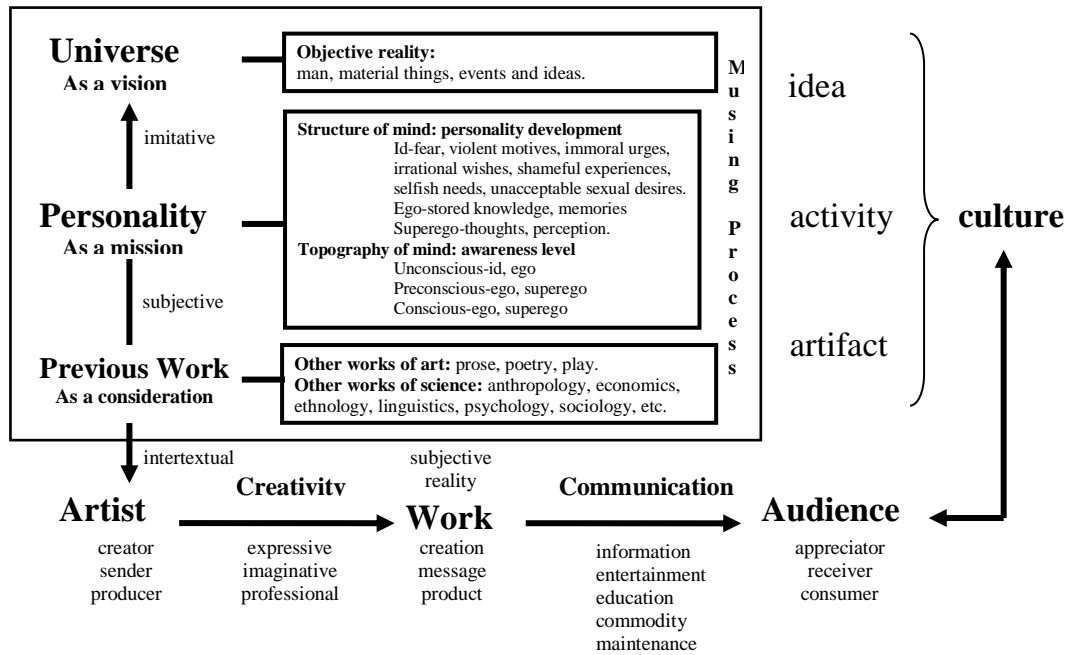 Universe
As a vision
Objective reality:
man, material things, events and ideas.
imitative
Personality
As a mission
Structure of mind: personality development
Id-fear, violent motives, immoral urges,
irrational wishes, shameful experiences,
selfish needs, unacceptable sexual desires.
Ego-stored knowledge, memories
Superego-thoughts, perception.
Topography of mind: awareness level
Unconscious-id, ego
Preconscious-ego, superego
Conscious-ego, superego
subjective
Previous Work
As a consideration
Other works of art: prose, poetry, play.
Other works of science: anthropology, economics,
ethnology, linguistics, psychology, sociology, etc.
Musing Process
idea
activity
artifact
culture
intertextual
Artist
creator
sender
producer
Creativity
expressive
imaginative
professional
subjective
reality
Work
creation
message
product
Communication
information
entertainment
education
commodity
maintenance
Audience
appreciator
receiver
consumer